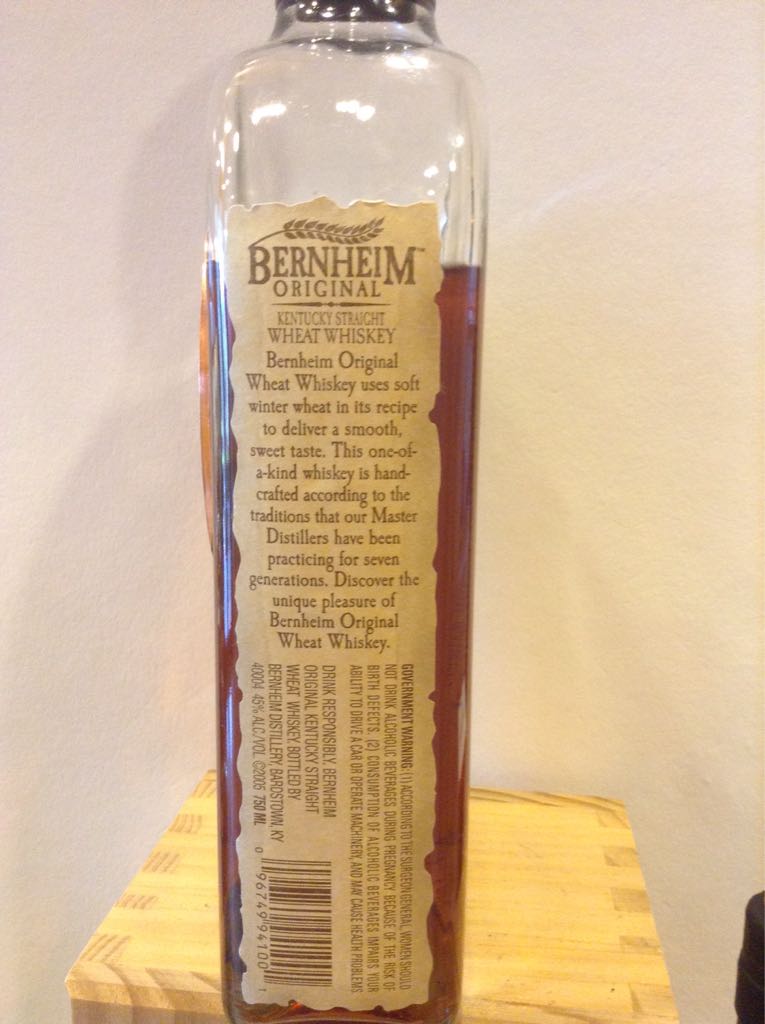 BERNHEIM™
ORIGINAL
KENTUCKY STRAIGHT
WHEAT WHISKEY
Bernheim Original
Wheat Whiskey uses soft
winter wheat in its recipe
to deliver a smooth,
sweet taste. This one-of-
a-kind whiskey is hand-
crafted according to the
traditions that our Master
Distillers have been
practicing for seven
generations. Discover the
unique pleasure of
Bernheim Original
Wheat Whiskey.
GOVERNMENT WARNING: (1) ACCORDING TO THE SURGEON GENERAL, WOMEN SHOULD
NOT DRINK ALCOHOLIC BEVERAGES DURING PREGNANCY BECAUSE OF THE RISK OF
BIRTH DEFECTS. (2) CONSUMPTION OF ALCOHOLIC BEVERAGES IMPAIRS YOUR
ABILITY TO DRIVE A CAR OR OPERATE MACHINERY, AND MAY CAUSE HEALTH PROBLEMS
DRINK RESPONSIBLY. BERNHEIM
ORIGINAL KENTUCKY STRAIGHT
WHEAT WHISKEY. BOTTLED BY
BERNHEIM DISTILLERY, BARDSTOWN, KY
40004 45% ALC/VOL. ©2005 750 ML
0 96749 94100 1